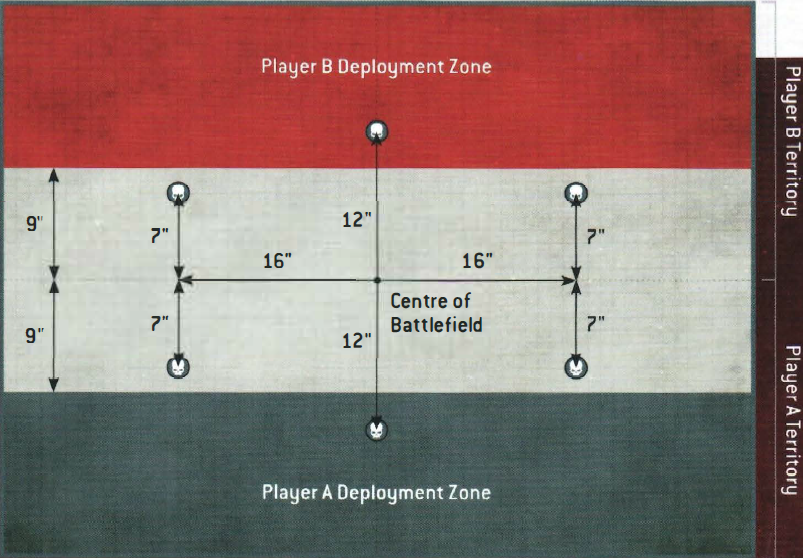 Player B Deployment Zone
Player B Territory
12"
9"
7"
7"
16"
16"
Centre of
Battlefield
7"
7"
9"
12"
Player A Territory
Player A Deployment Zone